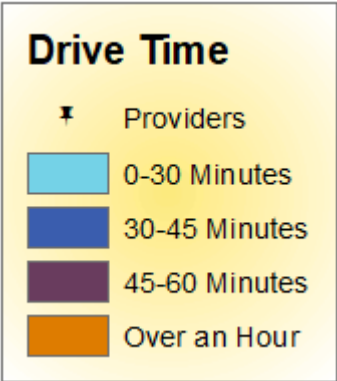 Drive Time
Providers
0-30 Minutes
30-45 Minutes
45-60 Minutes
Over an Hour